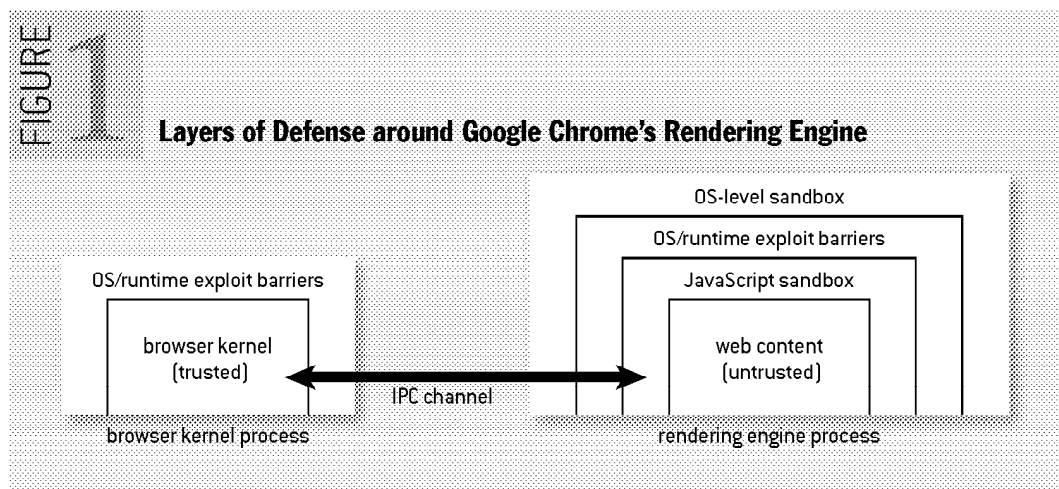 FIGURE 1
Layers of Defense around Google Chrome's Rendering Engine
OS-level sandbox
OS/runtime exploit barriers
JavaScript sandbox
web content
(untrusted)
rendering engine process
OS/runtime exploit barriers
browser kernel
(trusted)
browser kernel process
IPC channel